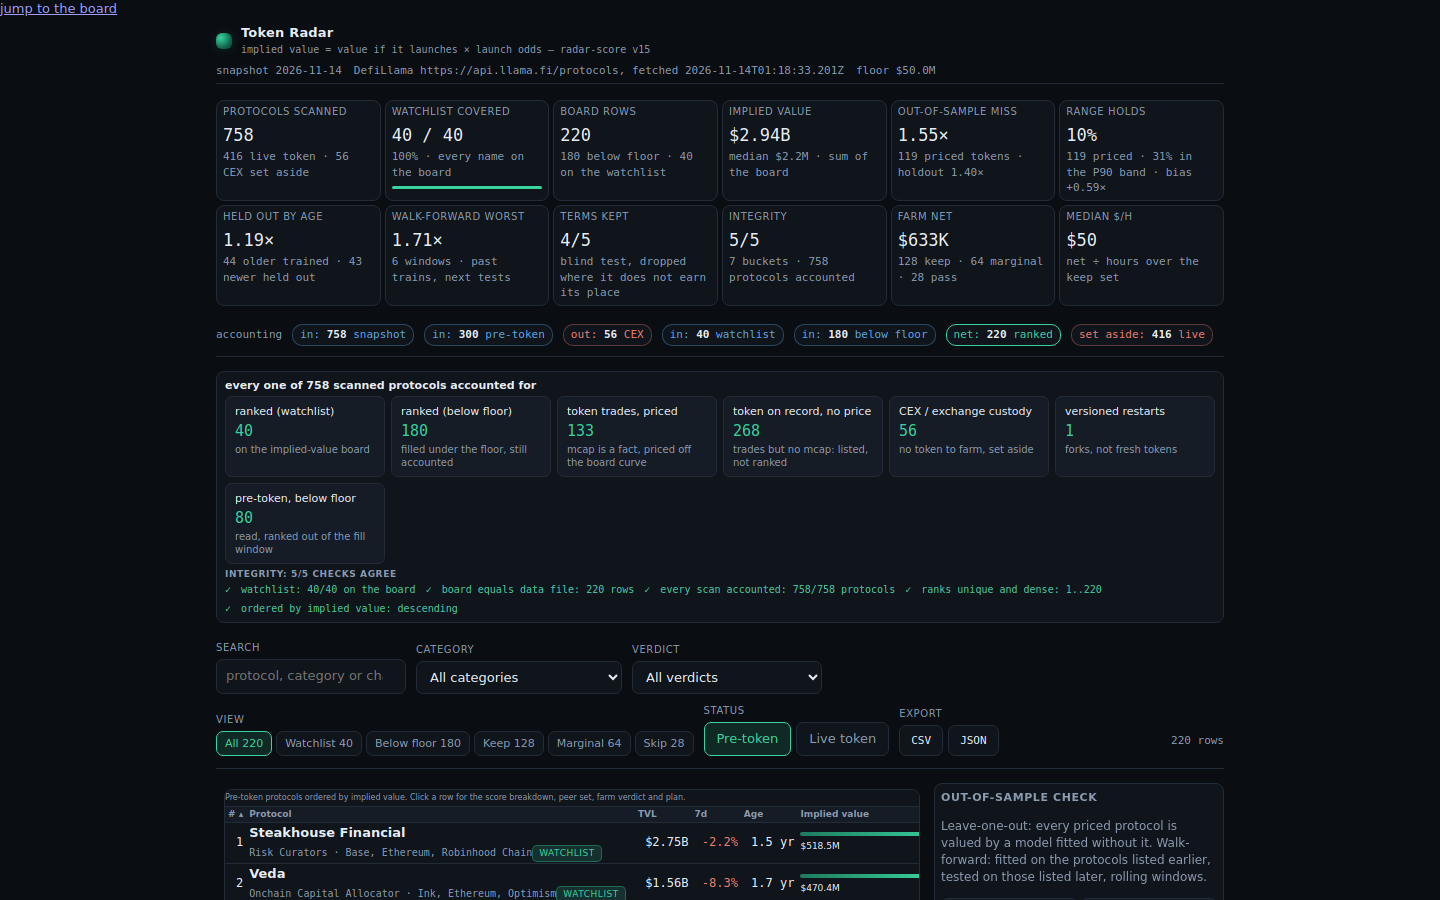 jump to the board
Token Radar
implied value = value if it launches × launch odds — radar-score v15
snapshot 2026-11-14 DefiLlama https://api.llama.fi/protocols, fetched 2026-11-14T01:18:33.201Z floor $50.0M
PROTOCOLS SCANNED
758
416 live token · 56
CEX set aside
WATCHLIST COVERED
40 / 40
100% · every name on
the board
BOARD ROWS
220
180 below floor · 40
on the watchlist
IMPLIED VALUE
$2.94B
median $2.2M · sum of
the board
OUT-OF-SAMPLE MISS
1.55×
119 priced tokens ·
holdout 1.40×
RANGE HOLDS
10%
119 priced · 31% in
the P90 band · bias
+0.59×
HELD OUT BY AGE
1.19×
44 older trained · 43
newer held out
WALK-FORWARD WORST
1.71×
6 windows · past
trains, next tests
TERMS KEPT
4/5
blind test, dropped
where it does not earn
its place
INTEGRITY
5/5
7 buckets · 758
protocols accounted
FARM NET
$633K
128 keep · 64 marginal
· 28 pass
MEDIAN $/H
$50
net ÷ hours over the
keep set
accounting in: 758 snapshot in: 300 pre-token out: 56 CEX in: 40 watchlist in: 180 below floor net: 220 ranked set aside: 416 live
every one of 758 scanned protocols accounted for
ranked (watchlist)
40
on the implied-value board
ranked (below floor)
180
filled under the floor, still
accounted
token trades, priced
133
mcap is a fact, priced off
the board curve
token on record, no price
268
trades but no mcap: listed,
not ranked
CEX / exchange custody
56
no token to farm, set aside
versioned restarts
1
forks, not fresh tokens
pre-token, below floor
80
read, ranked out of the fill
window
INTEGRITY: 5/5 CHECKS AGREE
✓ watchlist: 40/40 on the board ✓ board equals data file: 220 rows ✓ every scan accounted: 758/758 protocols ✓ ranks unique and dense: 1..220
✓ ordered by implied value: descending
SEARCH
protocol, category or ch
CATEGORY
All categories
VERDICT
All verdicts
VIEW
All 220 Watchlist 40 Below floor 180 Keep 128 Marginal 64 Skip 28
STATUS
Pre-token Live token
EXPORT
CSV JSON
220 rows
Pre-token protocols ordered by implied value. Click a row for the score breakdown, peer set, farm verdict and plan.
# ▴ Protocol TVL 7d Age Implied value
1 Steakhouse Financial $2.75B -2.2% 1.5 yr $518.5M
Risk Curators · Base, Ethereum, Robinhood Chain WATCHLIST
2 Veda $1.56B -8.3% 1.7 yr $470.4M
Onchain Capital Allocator · Ink, Ethereum, Optimism WATCHLIST
OUT-OF-SAMPLE CHECK
Leave-one-out: every priced protocol is
valued by a model fitted without it. Walk-
forward: fitted on the protocols listed earlier,
tested on those listed later, rolling windows.